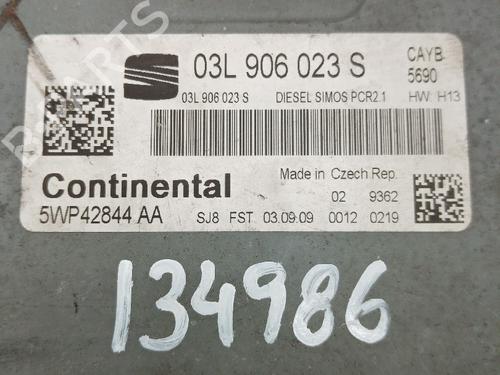 03L 906 023 S
CAYB
5690
03L 906 023 S DIESEL SIMOS PCR2.1 HW: H13
Continental
Made in Czech Rep.
02 9362
5WP42844 AA SJ8 FST 03.09.09 0012 0219
134986